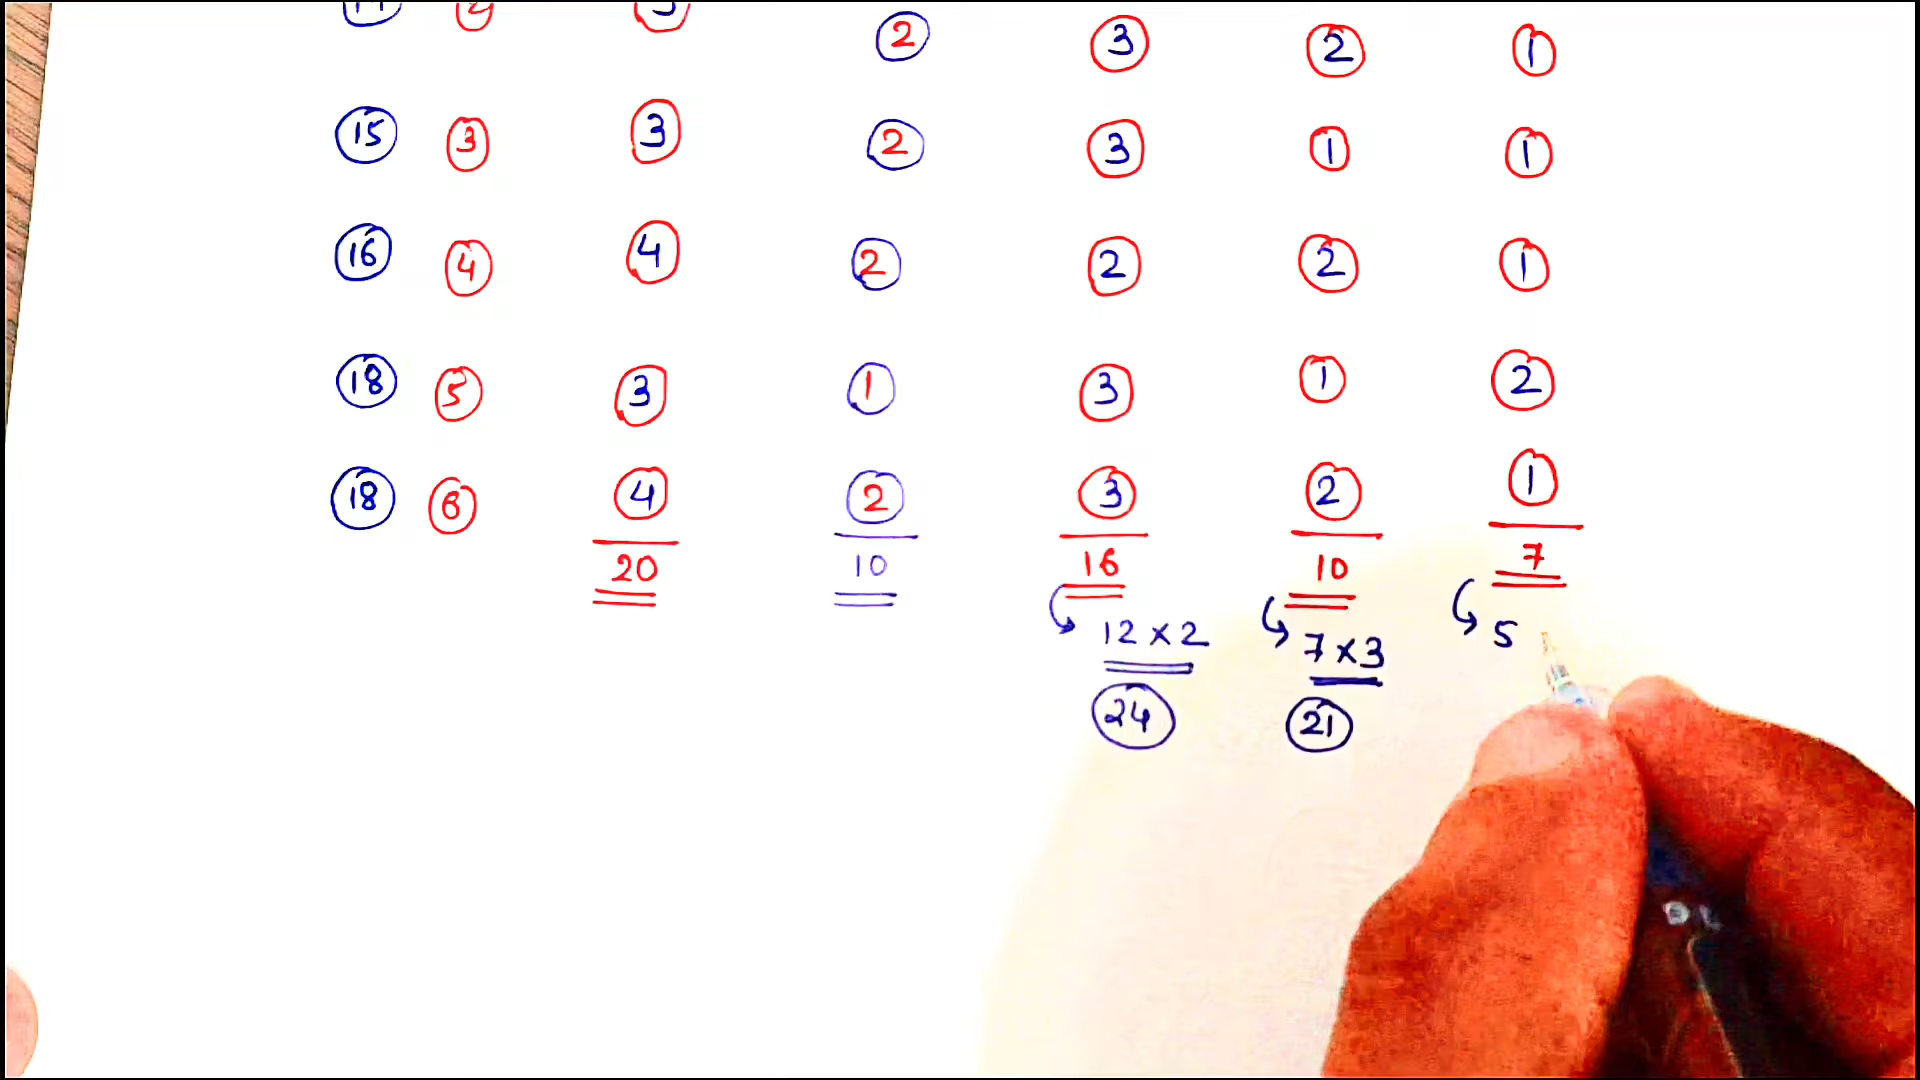 2 3 1
15 3 3 2 3 1 1
16 4 4 2 2 2 1
18 5 3 1 3 1 2
18 6 4 2 3 2 1
20 10 16 10 7
12 × 2 7 × 3 5
24 21